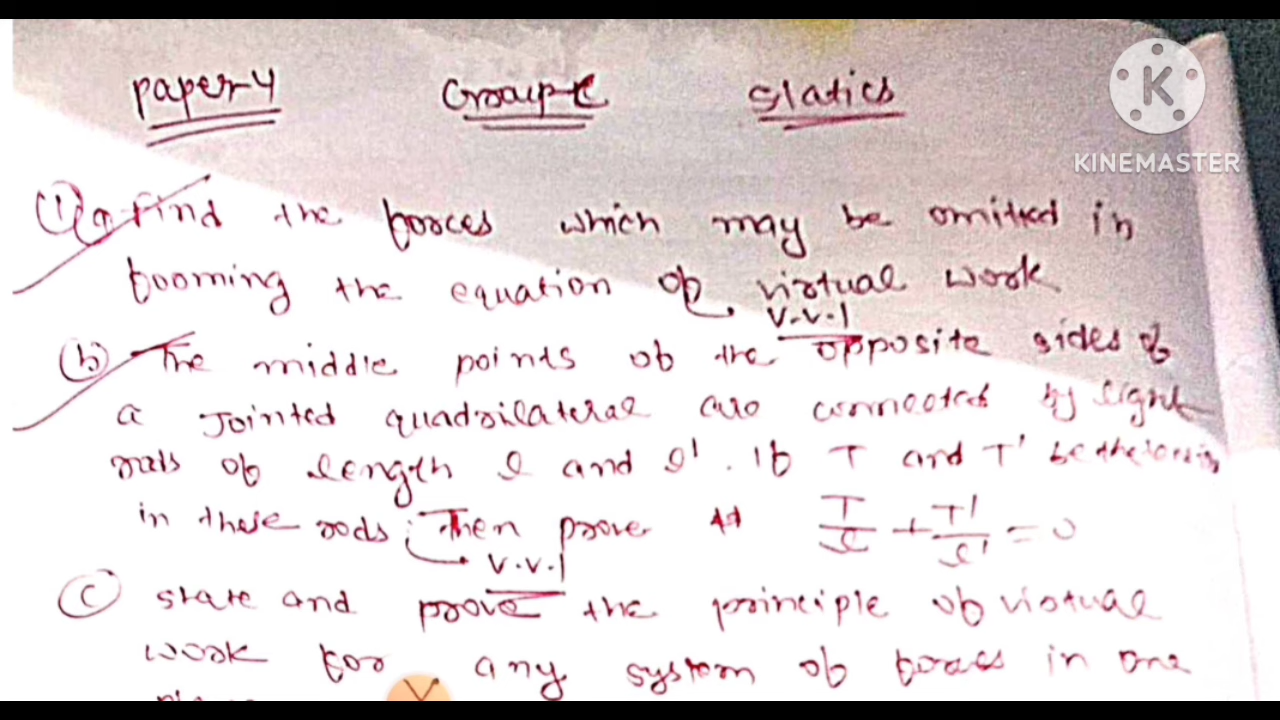 Paper-4 Group-C Statics
KINEMASTER
(1) a. Find the forces which may be omitted in
forming the equation of virtual work
V.V.I
(b) The middle points of the opposite sides of
a Jointed quadrilateral are connected by light
rods of length l and l'. If T and T' be the tension
in these rods; Then prove that T/l + T'/l' = 0
V.V.I
(c) state and prove the principle of virtual
work for any system of forces in one